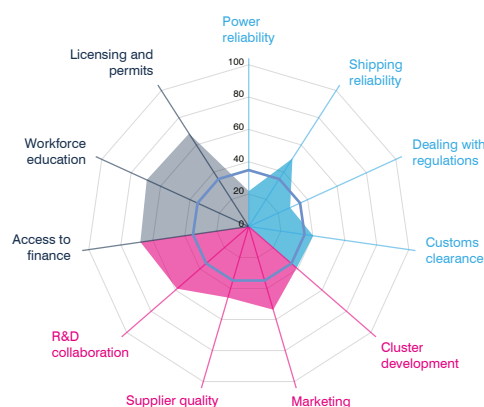 Power
reliability
Licensing and
permits
Shipping
reliability
100
80
60
40
20
0
Workforce
education
Dealing with
regulations
Access to
finance
Customs
clearance
R&D
collaboration
Cluster
development
Supplier quality
Marketing